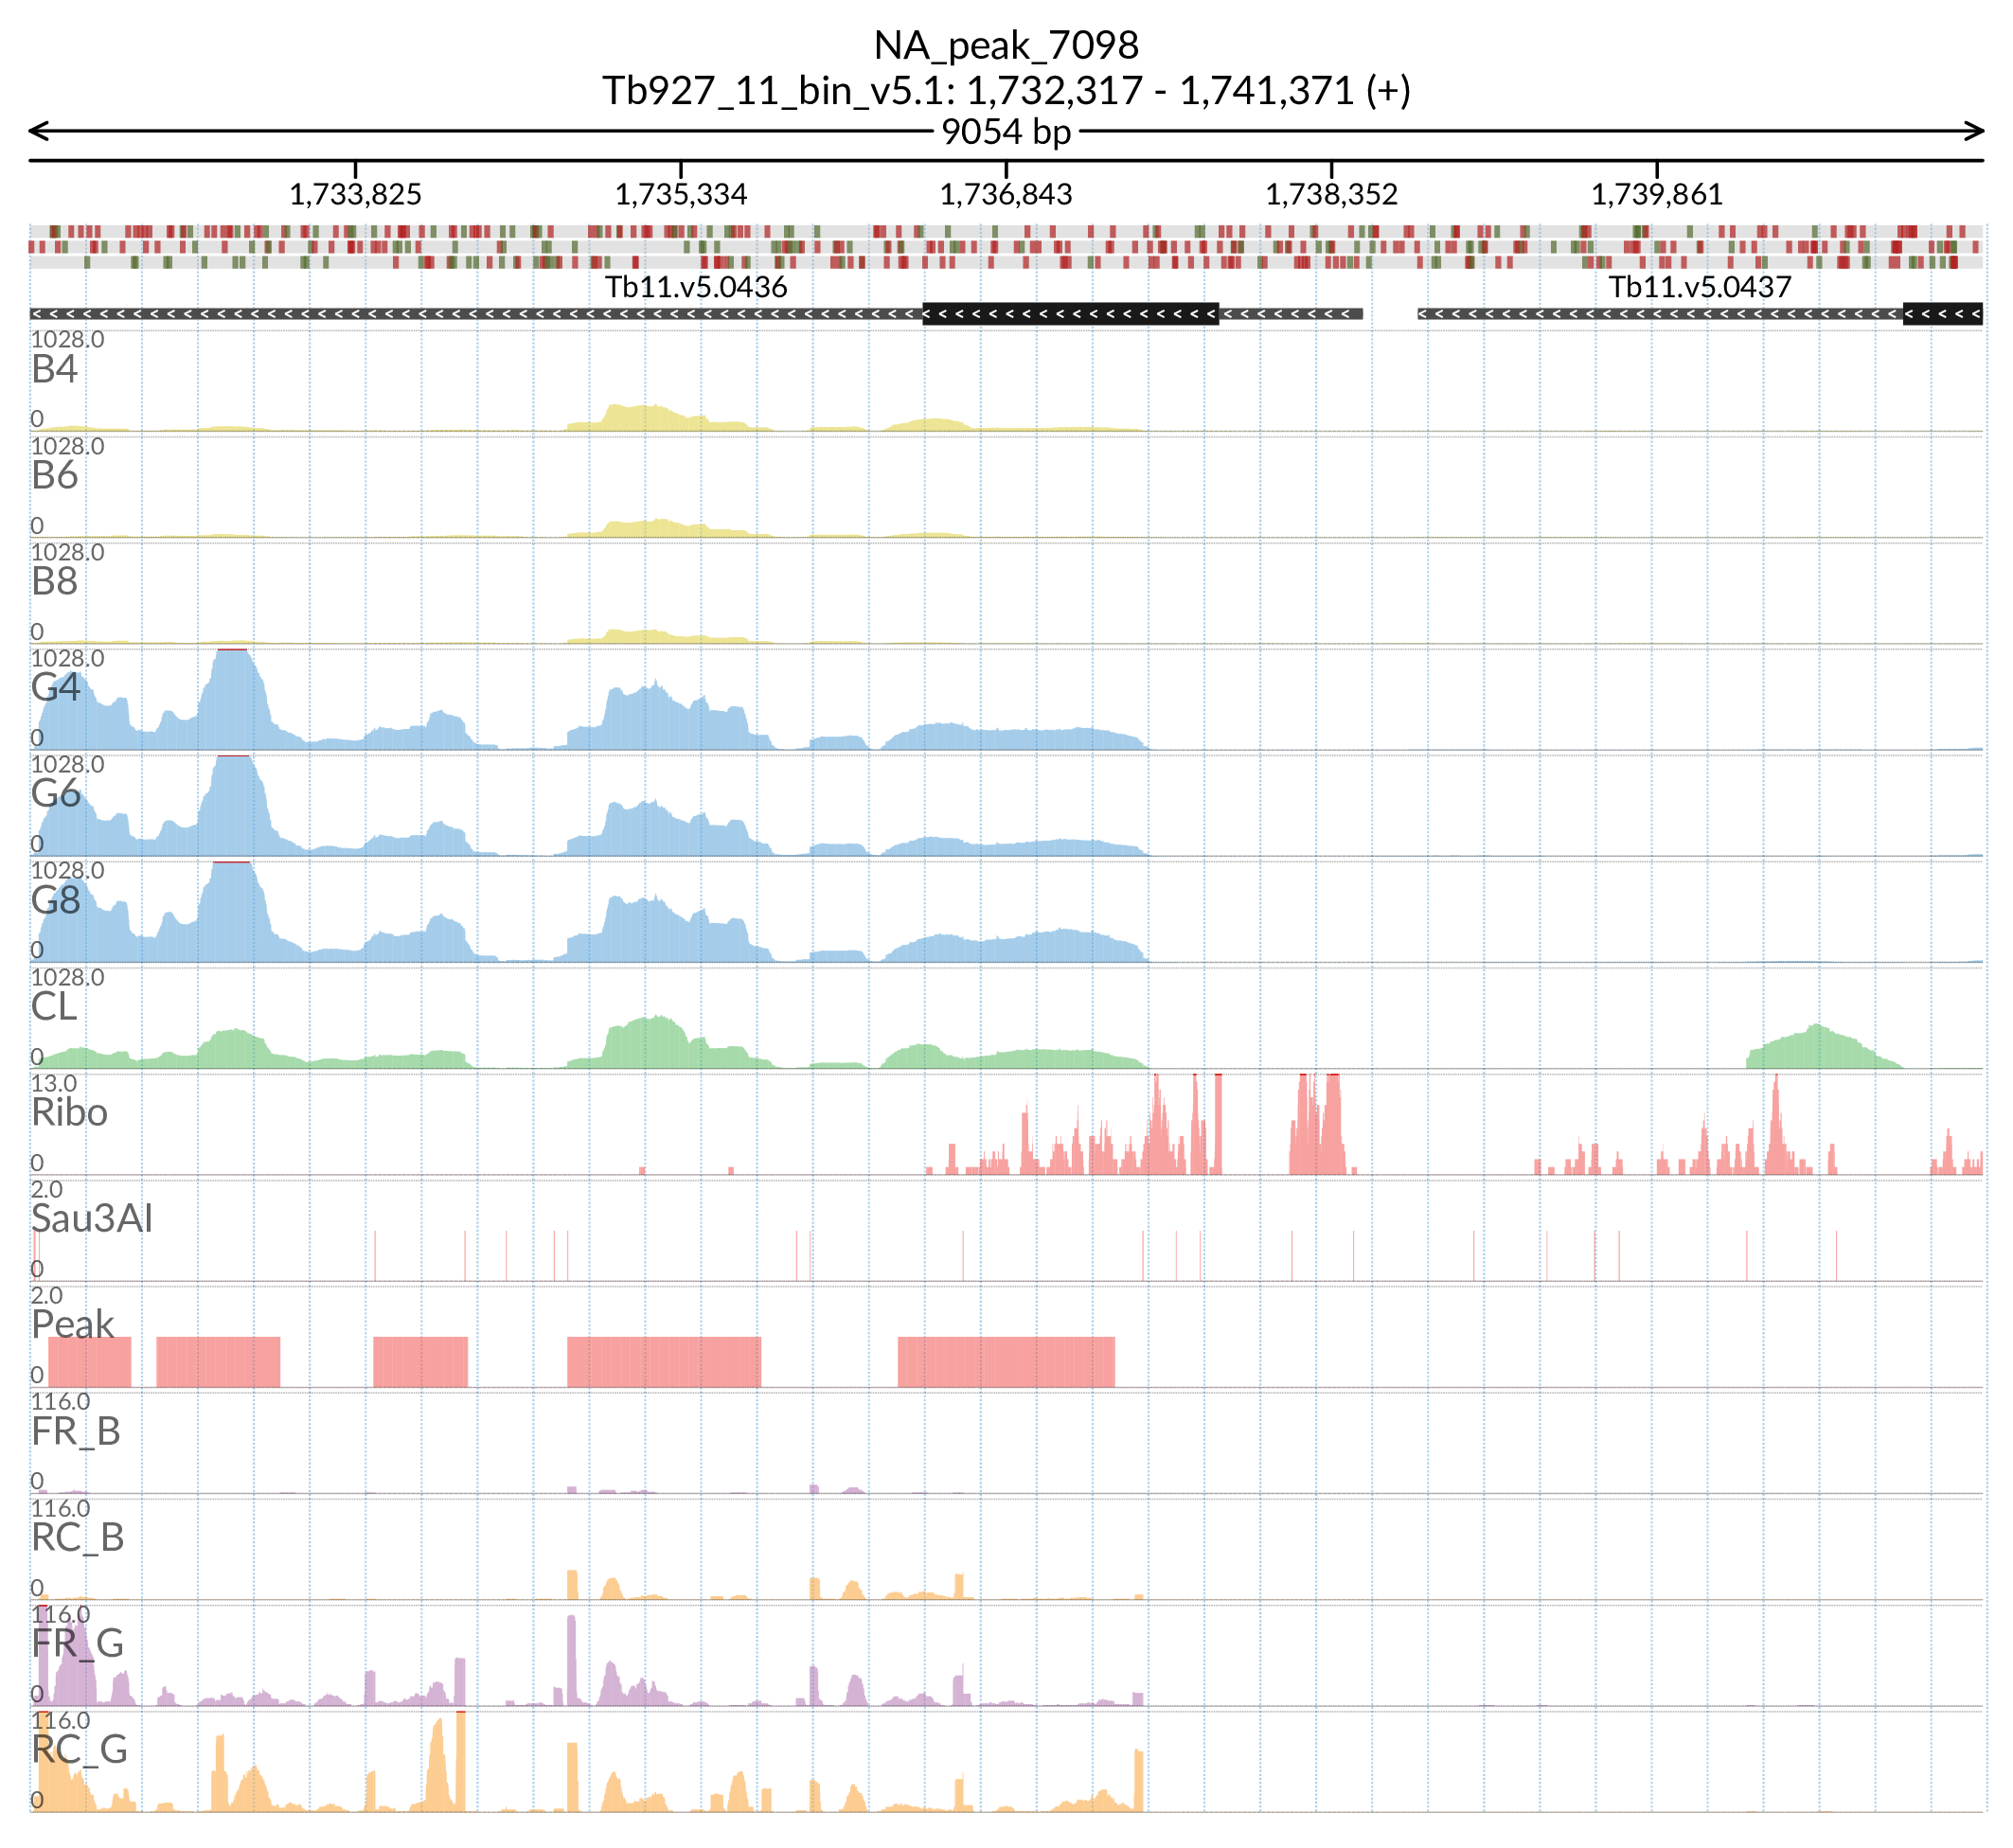 NA_peak_7098
Tb927_11_bin_v5.1: 1,732,317 - 1,741,371 (+)
9054 bp
1,733,825 1,735,334 1,736,843 1,738,352 1,739,861
Tb11.v5.0436 Tb11.v5.0437
1028.0
B4
0
1028.0
B6
0
1028.0
B8
0
1028.0
G4
0
1028.0
G6
0
1028.0
G8
0
1028.0
CL
0
13.0
Ribo
0
2.0
Sau3AI
0
2.0
Peak
0
116.0
FR_B
0
116.0
RC_B
0
116.0
FR_G
0
116.0
RC_G
0